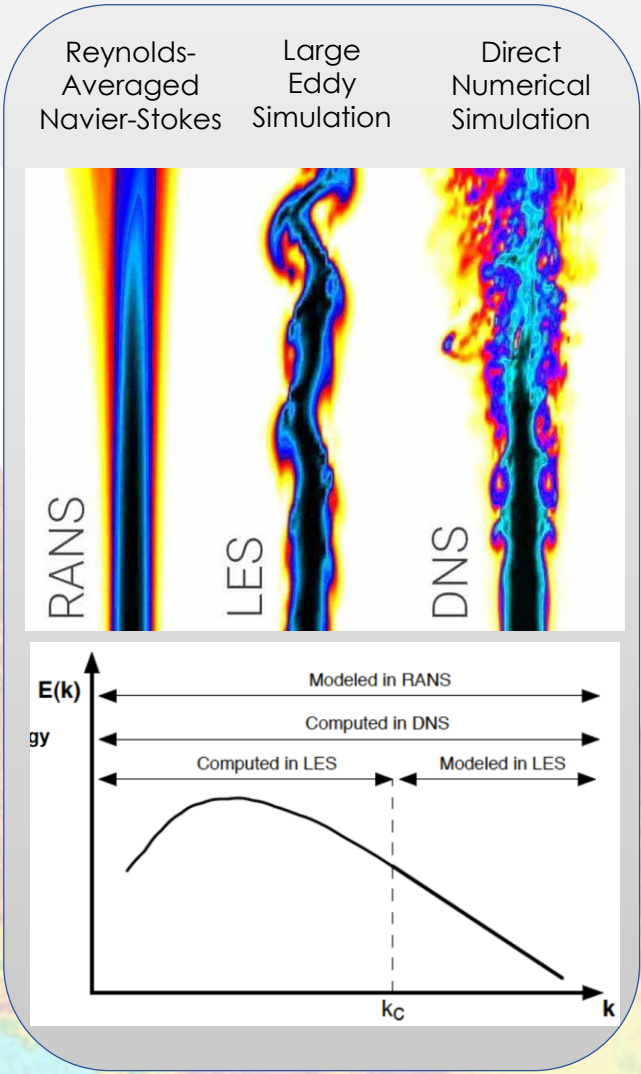 Reynolds-
Averaged
Navier-Stokes
Large
Eddy
Simulation
Direct
Numerical
Simulation
RANS
LES
DNS
E(k)
gy
Modeled in RANS
Computed in DNS
Computed in LES
Modeled in LES
kC
k